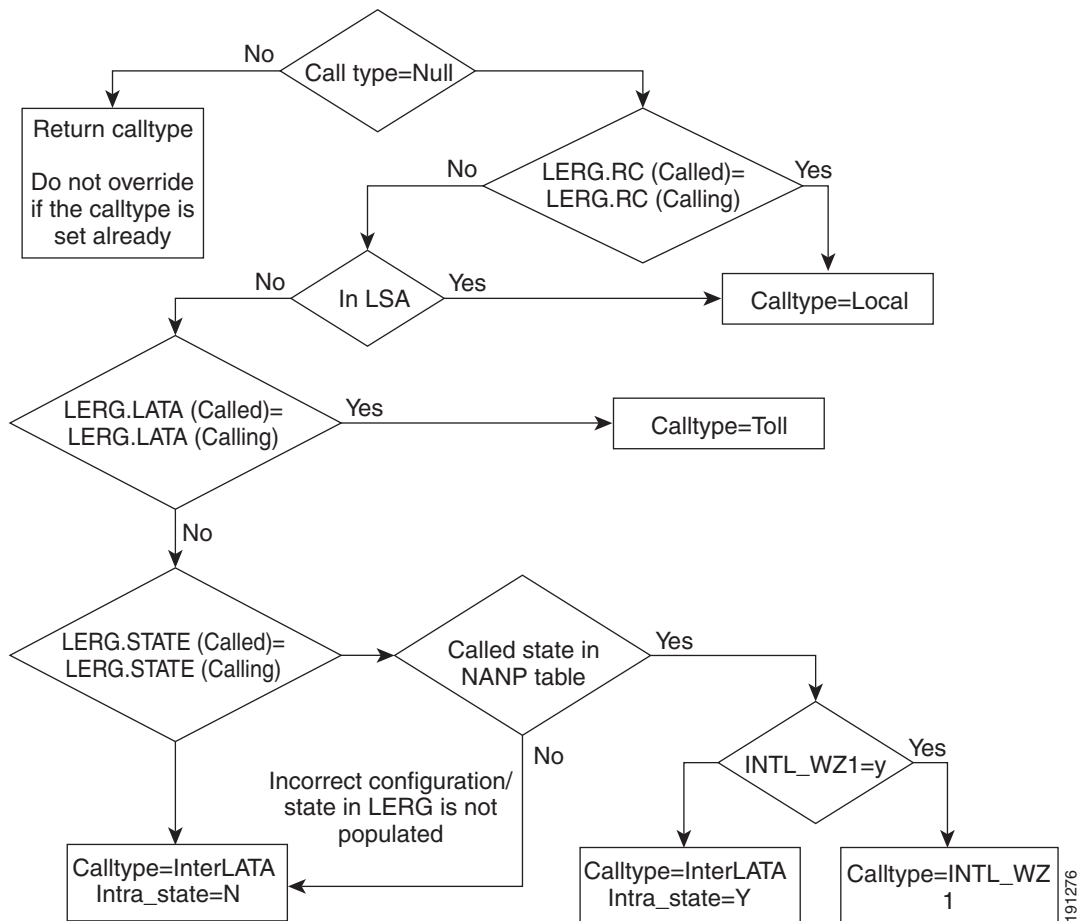 No
Call type=Null
Return calltype
Do not override
if the calltype is
set already
No
LERG.RC (Called)=
LERG.RC (Calling)
Yes
No
In LSA
Yes
Calltype=Local
LERG.LATA (Called)=
LERG.LATA (Calling)
Yes
Calltype=Toll
No
LERG.STATE (Called)=
LERG.STATE (Calling)
Called state in
NANP table
Yes
No
Incorrect configuration/
state in LERG is not
populated
INTL_WZ1=y
Yes
Calltype=InterLATA
Intra_state=N
Calltype=InterLATA
Intra_state=Y
Calltype=INTL_WZ
1
191276